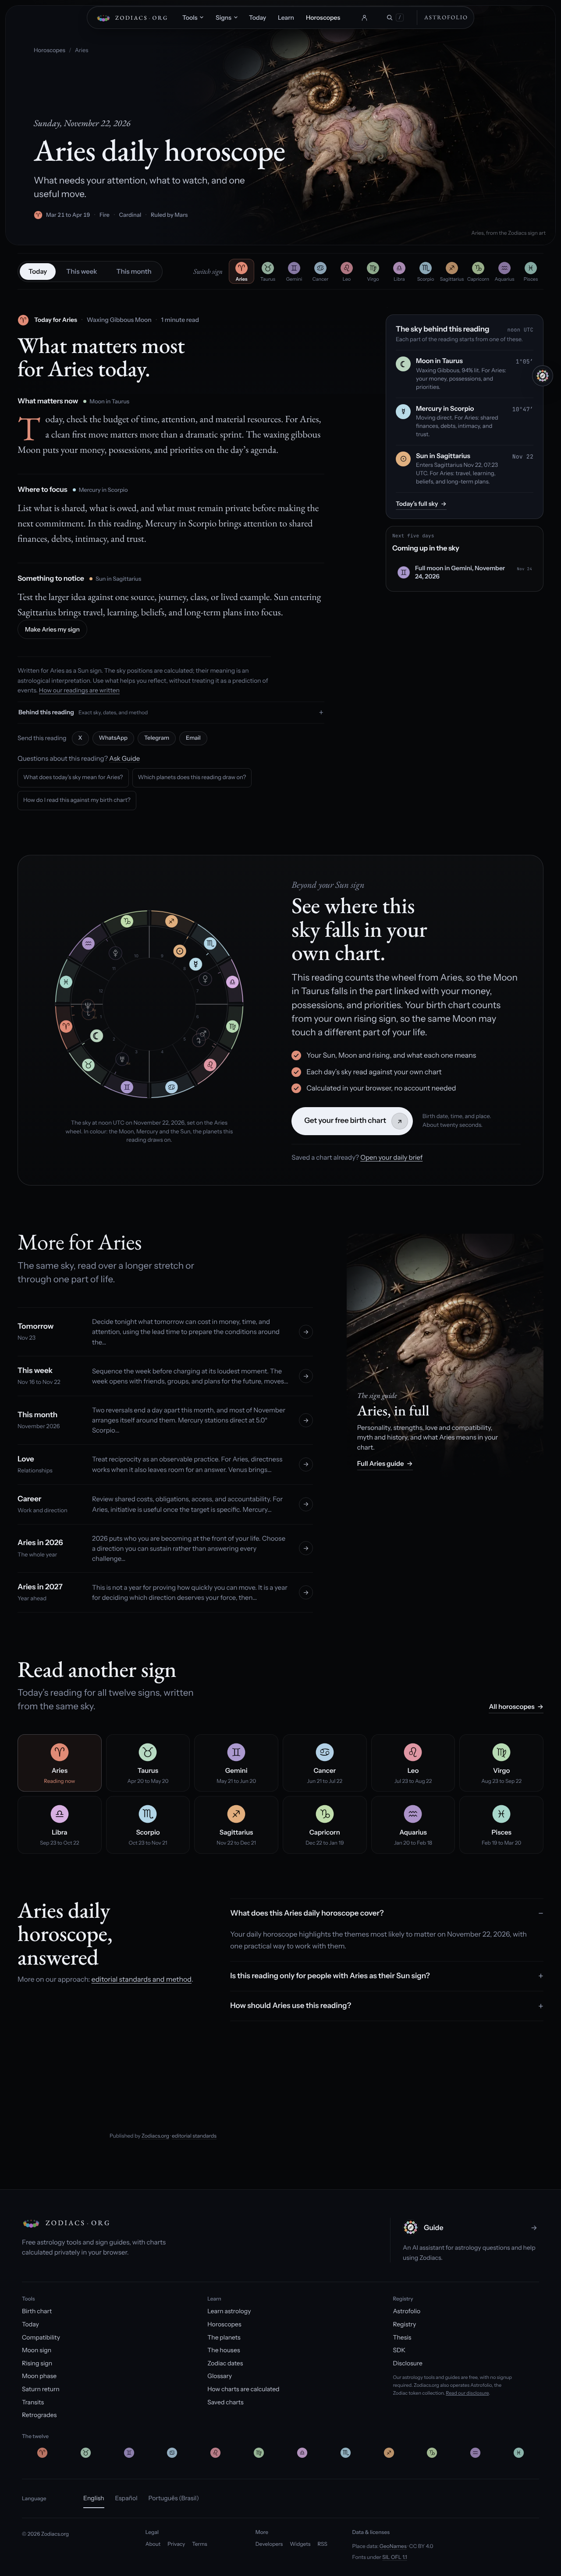 ZODIACS·ORG
Tools Signs Today Learn Horoscopes
/ ASTROFOLIO
Horoscopes / Aries
Sunday, November 22, 2026
Aries daily horoscope
What needs your attention, what to watch, and one
useful move.
Mar 21 to Apr 19 Fire Cardinal Ruled by Mars
Aries, from the Zodiacs sign art
Today This week This month
Switch sign
Aries Taurus Gemini Cancer Leo Virgo Libra Scorpio Sagittarius Capricorn Aquarius Pisces
Today for Aries Waxing Gibbous Moon 1 minute read
What matters most
for Aries today.
What matters now Moon in Taurus
Today, check the budget of time, attention, and material resources. For Aries,
a clean first move matters more than a dramatic sprint. The waxing gibbous
Moon puts your money, possessions, and priorities on the day's agenda.
Where to focus Mercury in Scorpio
List what is shared, what is owed, and what must remain private before making the
next commitment. In this reading, Mercury in Scorpio brings attention to shared
finances, debts, intimacy, and trust.
Something to notice Sun in Sagittarius
Test the larger idea against one source, journey, class, or lived example. Sun entering
Sagittarius brings travel, learning, beliefs, and long-term plans into focus.
Make Aries my sign
Written for Aries as a Sun sign. The sky positions are calculated; their meaning is an
astrological interpretation. Use what helps you reflect, without treating it as a prediction of
events. How our readings are written
Behind this reading Exact sky, dates, and method +
Send this reading X WhatsApp Telegram Email
Questions about this reading? Ask Guide
What does today's sky mean for Aries? Which planets does this reading draw on?
How do I read this against my birth chart?
The sky behind this reading noon UTC
Each part of the reading starts from one of these.
Moon in Taurus 1°05'
Waxing Gibbous, 94% lit. For Aries:
your money, possessions, and
priorities.
Mercury in Scorpio 10°47'
Moving direct. For Aries: shared
finances, debts, intimacy, and
trust.
Sun in Sagittarius Nov 22
Enters Sagittarius Nov 22, 07:23
UTC. For Aries: travel, learning,
beliefs, and long-term plans.
Today's full sky →
Next five days
Coming up in the sky
Full moon in Gemini, November
24, 2026
Nov 24
Beyond your Sun sign
See where this
sky falls in your
own chart.
This reading counts the wheel from Aries, so the Moon
in Taurus falls in the part linked with your money,
possessions, and priorities. Your birth chart counts
from your own rising sign, so the same Moon may
touch a different part of your life.
Your Sun, Moon and rising, and what each one means
Each day's sky read against your own chart
Calculated in your browser, no account needed
Get your free birth chart
Birth date, time, and place.
About twenty seconds.
Saved a chart already? Open your daily brief
The sky at noon UTC on November 22, 2026, set on the Aries
wheel. In colour: the Moon, Mercury and the Sun, the planets this
reading draws on.
More for Aries
The same sky, read over a longer stretch or
through one part of life.
Tomorrow
Nov 23
Decide tonight what tomorrow can cost in money, time, and
attention, using the lead time to prepare the conditions around
the...
This week
Nov 16 to Nov 22
Sequence the week before charging at its loudest moment. The
week opens with friends, groups, and plans for the future, moves...
This month
November 2026
Two reversals end a day apart this month, and most of November
arranges itself around them. Mercury stations direct at 5.0°
Scorpio...
Love
Relationships
Treat reciprocity as an observable practice. For Aries, directness
works when it also leaves room for an answer. Venus brings...
Career
Work and direction
Review shared costs, obligations, access, and accountability. For
Aries, initiative is useful once the target is specific. Mercury...
Aries in 2026
The whole year
2026 puts who you are becoming at the front of your life. Choose
a direction you can sustain rather than answering every
challenge...
Aries in 2027
Year ahead
This is not a year for proving how quickly you can move. It is a year
for deciding which direction deserves your force, then...
The sign guide
Aries, in full
Personality, strengths, love and compatibility,
myth and history, and what Aries means in your
chart.
Full Aries guide →
Read another sign
Today's reading for all twelve signs, written
from the same sky.
All horoscopes →
Aries
Reading now
Taurus
Apr 20 to May 20
Gemini
May 21 to Jun 20
Cancer
Jun 21 to Jul 22
Leo
Jul 23 to Aug 22
Virgo
Aug 23 to Sep 22
Libra
Sep 23 to Oct 22
Scorpio
Oct 23 to Nov 21
Sagittarius
Nov 22 to Dec 21
Capricorn
Dec 22 to Jan 19
Aquarius
Jan 20 to Feb 18
Pisces
Feb 19 to Mar 20
Aries daily
horoscope,
answered
More on our approach: editorial standards and method.
What does this Aries daily horoscope cover? −
Your daily horoscope highlights the themes most likely to matter on November 22, 2026, with
one practical way to work with them.
Is this reading only for people with Aries as their Sun sign? +
How should Aries use this reading? +
Published by Zodiacs.org · editorial standards
ZODIACS·ORG
Free astrology tools and sign guides, with charts
calculated privately in your browser.
Guide →
An AI assistant for astrology questions and help
using Zodiacs.
Tools
Birth chart
Today
Compatibility
Moon sign
Rising sign
Moon phase
Saturn return
Transits
Retrogrades
Learn
Learn astrology
Horoscopes
The planets
The houses
Zodiac dates
Glossary
How charts are calculated
Saved charts
Registry
Astrofolio
Registry
Thesis
SDK
Disclosure
Our astrology tools and guides are free, with no signup
required. Zodiacs.org also operates Astrofolio, the
Zodiac token collection. Read our disclosure.
The twelve
Language English Español Português (Brasil)
© 2026 Zodiacs.org
Legal
About Privacy Terms
More
Developers Widgets RSS
Data & licenses
Place data: GeoNames · CC BY 4.0
Fonts under SIL OFL 1.1